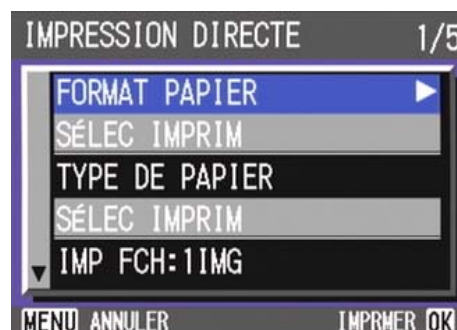 IMPRESSION DIRECTE 1/5
FORMAT PAPIER
SÉLEC IMPRIM
TYPE DE PAPIER
SÉLEC IMPRIM
IMP FCH:1IMG
MENU ANNULER IMPRMER OK